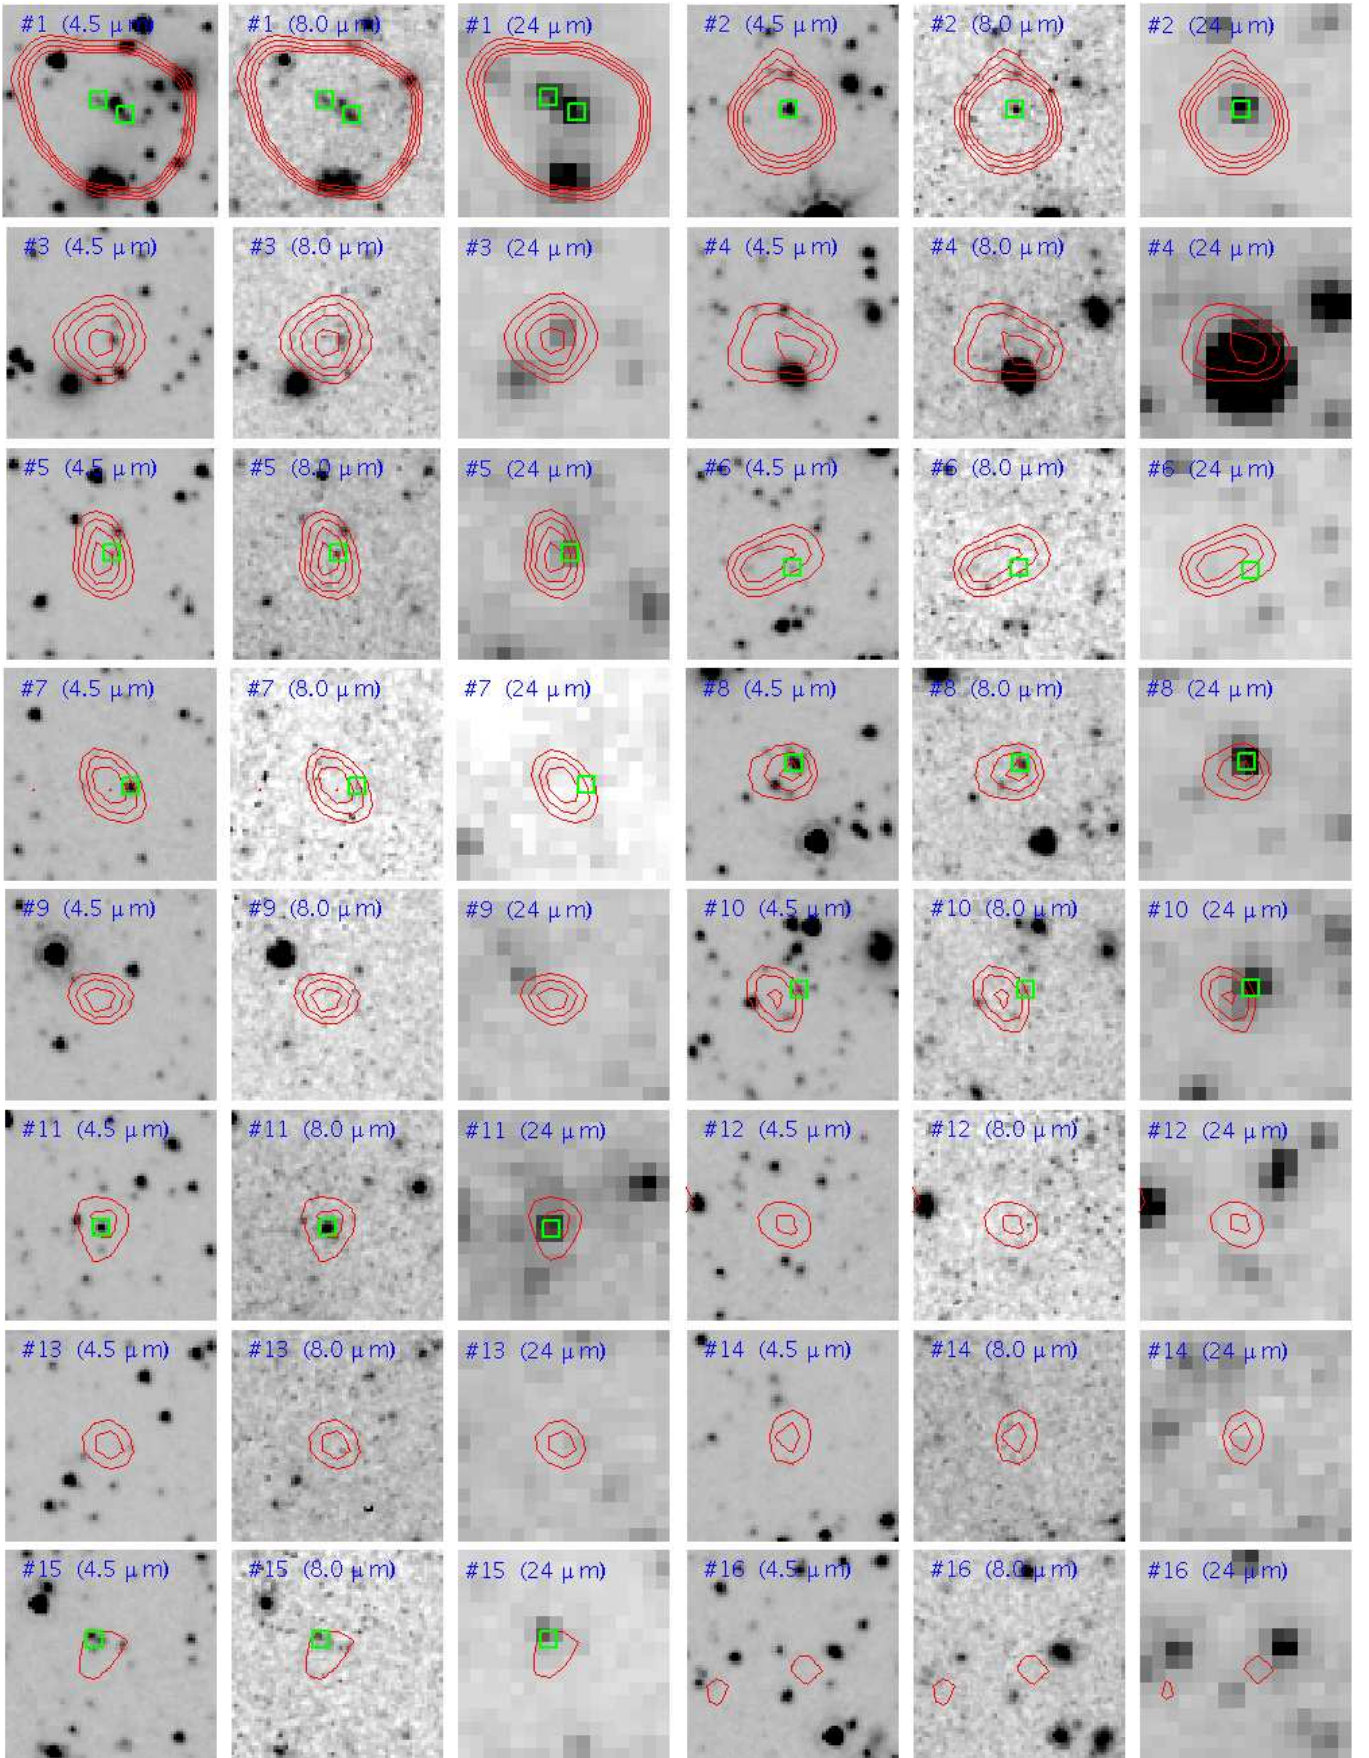 #1 (4.5 μm) #1 (8.0 μm) #1 (24 μm) #2 (4.5 μm) #2 (8.0 μm) #2 (24 μm)
#3 (4.5 μm) #3 (8.0 μm) #3 (24 μm) #4 (4.5 μm) #4 (8.0 μm) #4 (24 μm)
#5 (4.5 μm) #5 (8.0 μm) #5 (24 μm) #6 (4.5 μm) #6 (8.0 μm) #6 (24 μm)
#7 (4.5 μm) #7 (8.0 μm) #7 (24 μm) #8 (4.5 μm) #8 (8.0 μm) #8 (24 μm)
#9 (4.5 μm) #9 (8.0 μm) #9 (24 μm) #10 (4.5 μm) #10 (8.0 μm) #10 (24 μm)
#11 (4.5 μm) #11 (8.0 μm) #11 (24 μm) #12 (4.5 μm) #12 (8.0 μm) #12 (24 μm)
#13 (4.5 μm) #13 (8.0 μm) #13 (24 μm) #14 (4.5 μm) #14 (8.0 μm) #14 (24 μm)
#15 (4.5 μm) #15 (8.0 μm) #15 (24 μm) #16 (4.5 μm) #16 (8.0 μm) #16 (24 μm)